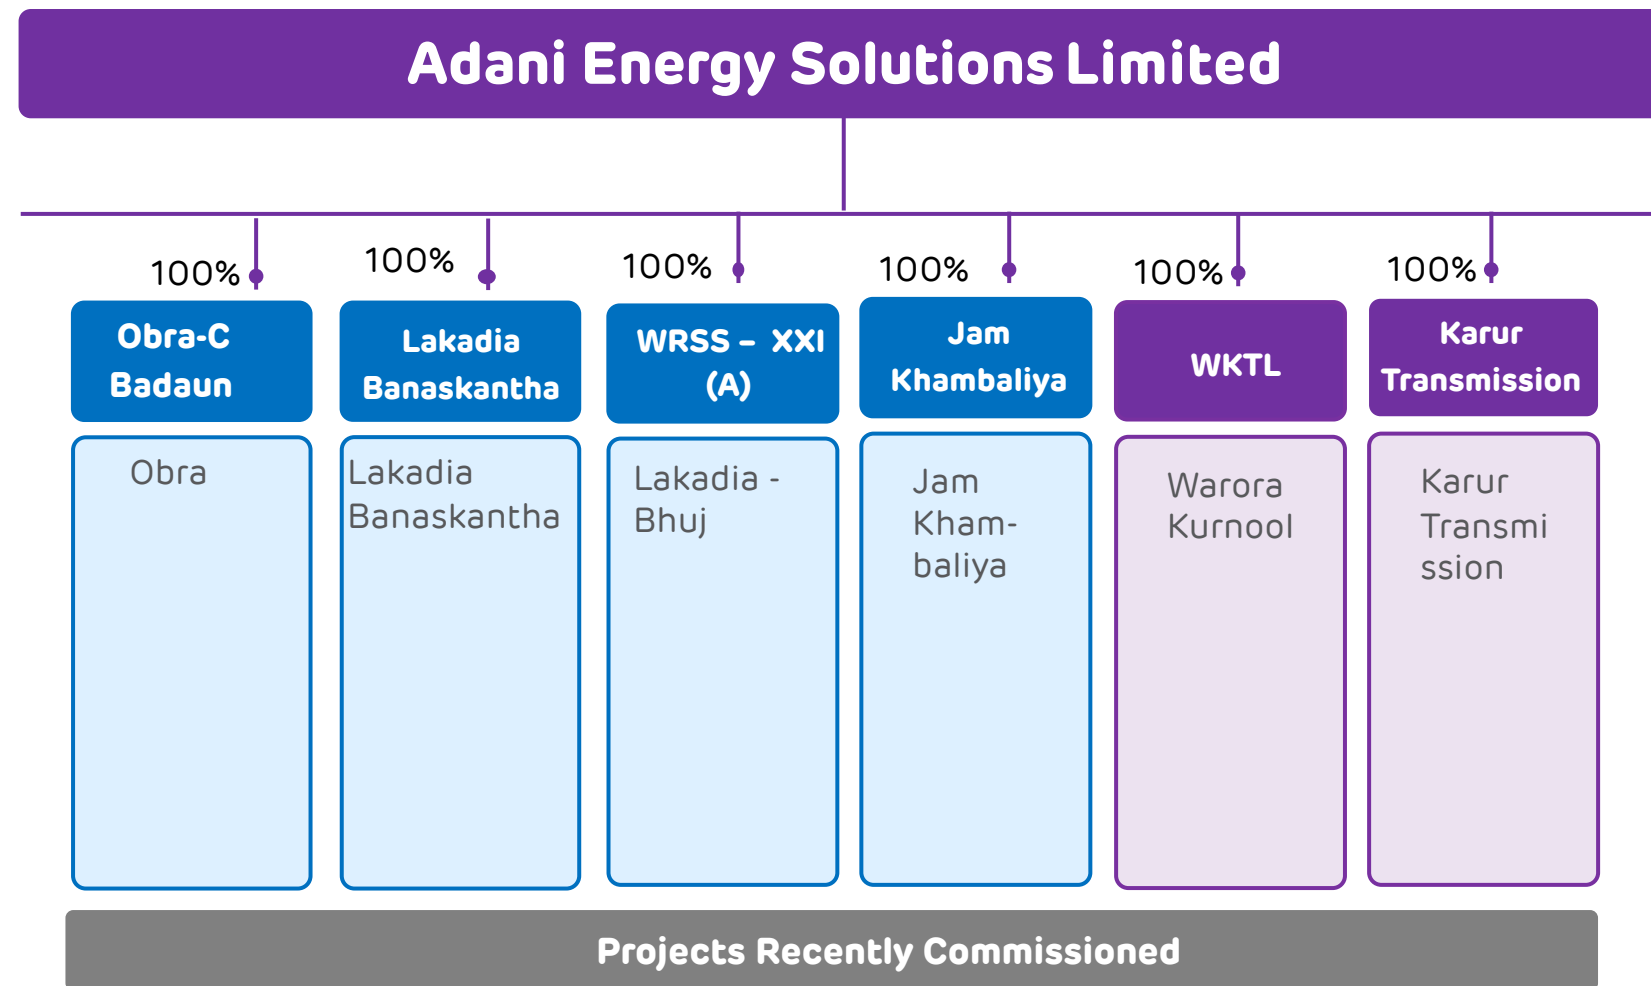 Adani Energy Solutions Limited
100%
100%
100%
100%
100%
100%
Obra-C
Badaun
Lakadia
Banaskantha
WRSS – XXI
(A)
Jam
Khambaliya
WKTL
Karur
Transmission
Obra
Lakadia
Banaskantha
Lakadia -
Bhuj
Jam
Kham-
baliya
Warora
Kurnool
Karur
Transmi
ssion
Projects Recently Commissioned